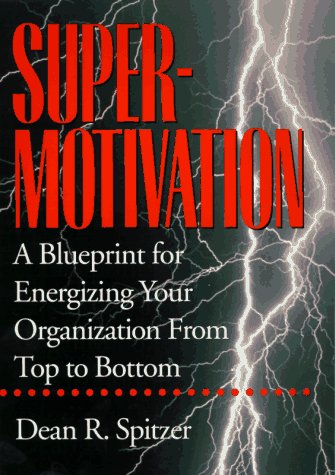 SUPER-
MOTIVATION
A Blueprint for
Energizing Your
Organization From
Top to Bottom
Dean R. Spitzer